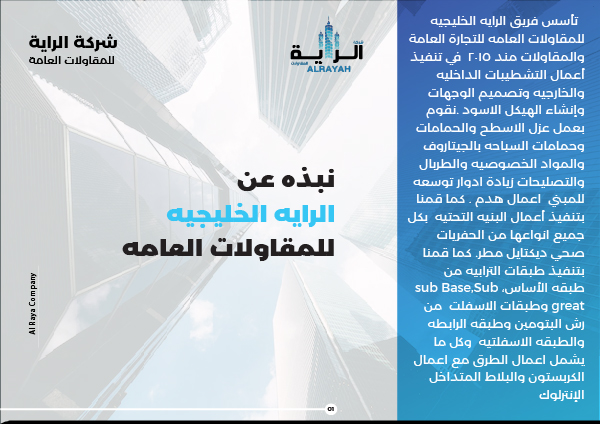 شركة الراية
للمقاولات العامة
شركة
الراية
للمقاولات
ALRAYAH
نبذه عن
الرايه الخليجيه
للمقاولات العامه
Al Raya Company
01
تأسس فريق الرايه الخليجيه
للمقاولات العامه للتجارة العامة
والمقاولات منذ ٢٠١٥ في تنفيذ
أعمال التشطيبات الداخليه
والخارجيه وتصميم الوجهات
وإنشاء الهيكل الاسود .نقوم
بعمل عزل الاسطح والحمامات
وحمامات السباحه بالجيتاروف
والمواد الخصوصيه والطربال
والتصليحات زيادة ادوار توسعه
للمبني اعمال هدم . كما قمنا
بتنفيذ أعمال البنيه التحتيه بكل
جميع انواعها من الحفريات
صحي ديكتايل مطر. كما قمنا
بتنفيذ طبقات الترابيه من
طبقه الأساس، sub Base,Sub
great وطبقات الاسفلت من
رش البتومين وطبقه الرابطه
والطبقه الاسفلتيه وكل ما
يشمل اعمال الطرق مع اعمال
الكربستون والبلاط المتداخل
الإنترلوك